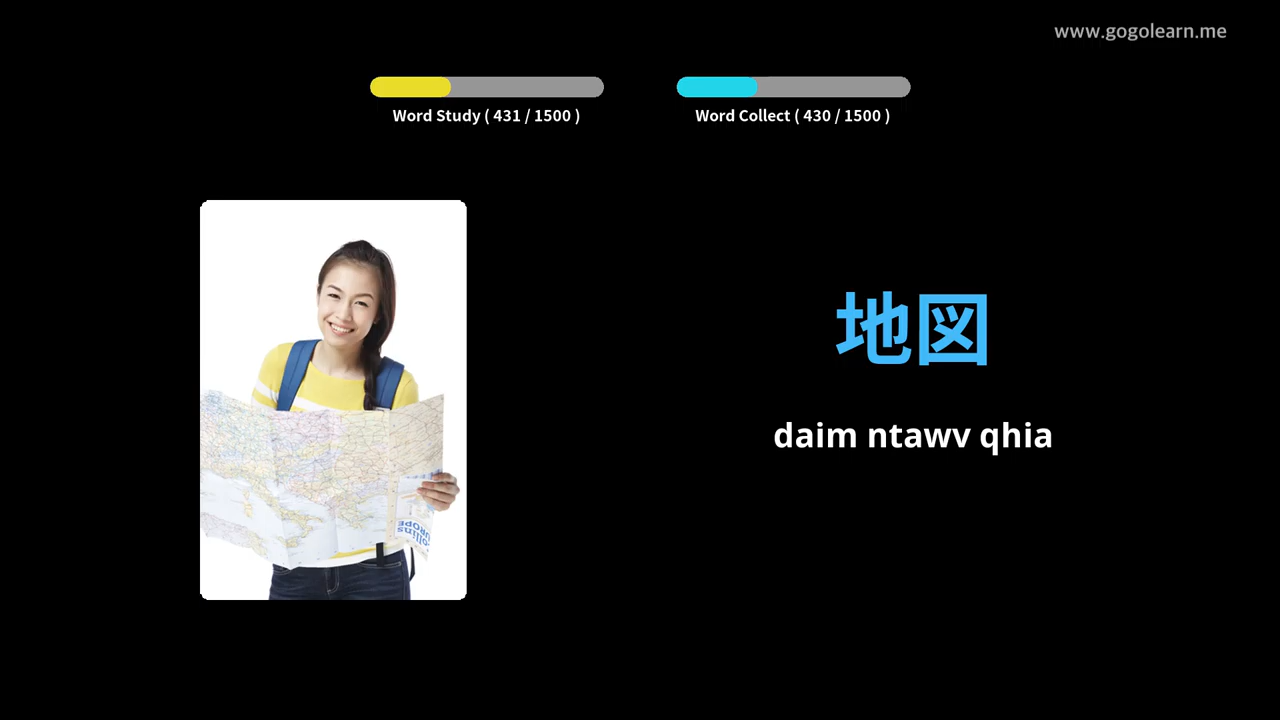 www.gogolearn.me
Word Study ( 431 / 1500 )
Word Collect ( 430 / 1500 )
地図
daim ntawv qhia